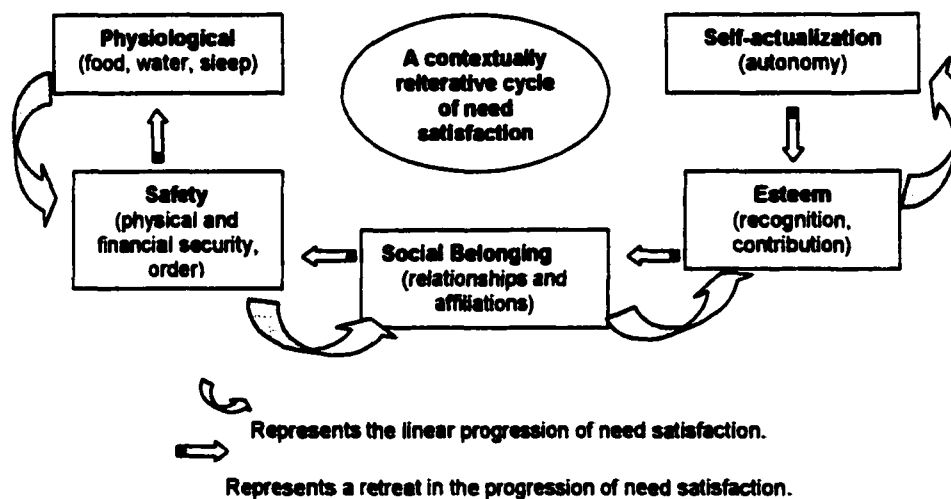 Physiological
(food, water, sleep)
A contextually
reiterative cycle
of need
satisfaction
Self-actualization
(autonomy)
Safety
(physical and
financial security,
order)
Social Belonging
(relationships and
affiliations)
Esteem
(recognition,
contribution)
Represents the linear progression of need satisfaction.
Represents a retreat in the progression of need satisfaction.